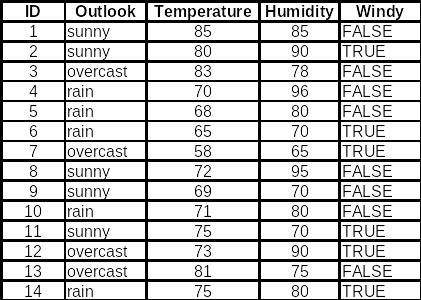 ID Outlook Temperature Humidity Windy
1 sunny 85 85 FALSE
2 sunny 80 90 TRUE
3 overcast 83 78 FALSE
4 rain 70 96 FALSE
5 rain 68 80 FALSE
6 rain 65 70 TRUE
7 overcast 58 65 TRUE
8 sunny 72 95 FALSE
9 sunny 69 70 FALSE
10 rain 71 80 FALSE
11 sunny 75 70 TRUE
12 overcast 73 90 TRUE
13 overcast 81 75 FALSE
14 rain 75 80 TRUE